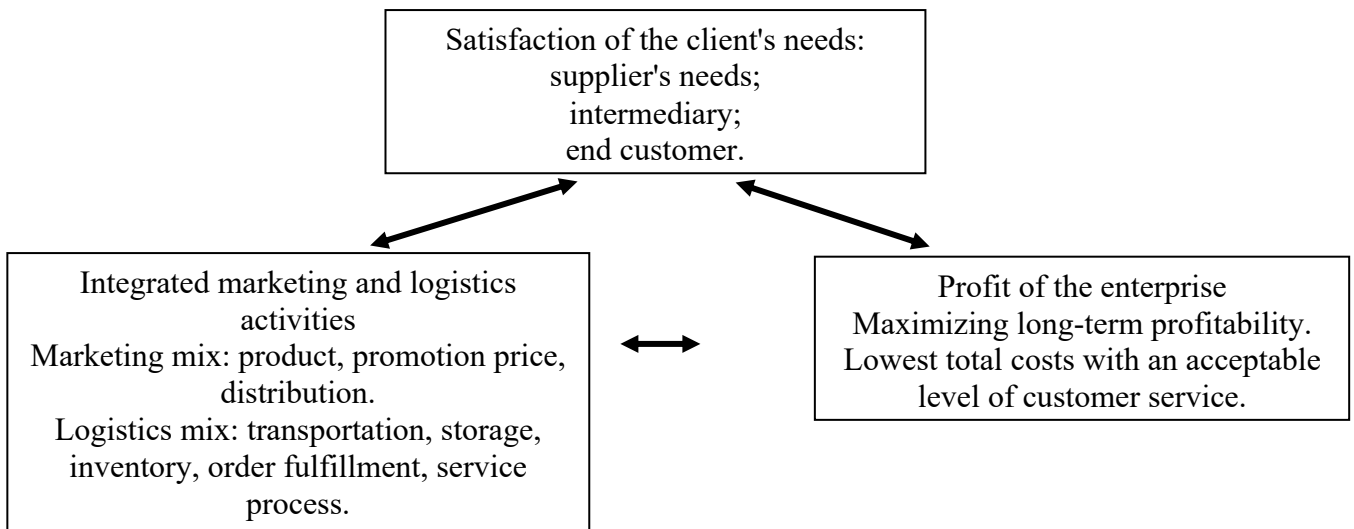 Satisfaction of the client's needs:
supplier's needs;
intermediary;
end customer.
Integrated marketing and logistics
activities
Marketing mix: product, promotion price,
distribution.
Logistics mix: transportation, storage,
inventory, order fulfillment, service
process.
Profit of the enterprise
Maximizing long-term profitability.
Lowest total costs with an acceptable
level of customer service.